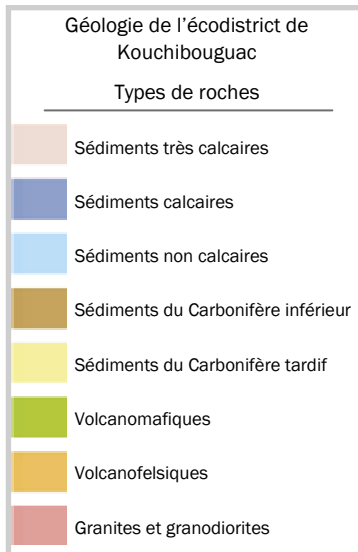 Géologie de l'écodistrict de
Kouchibouguac
Types de roches
Sédiments très calcaires
Sédiments calcaires
Sédiments non calcaires
Sédiments du Carbonifère inférieur
Sédiments du Carbonifère tardif
Volcanomafiques
Volcanofelsiques
Granites et granodiorites